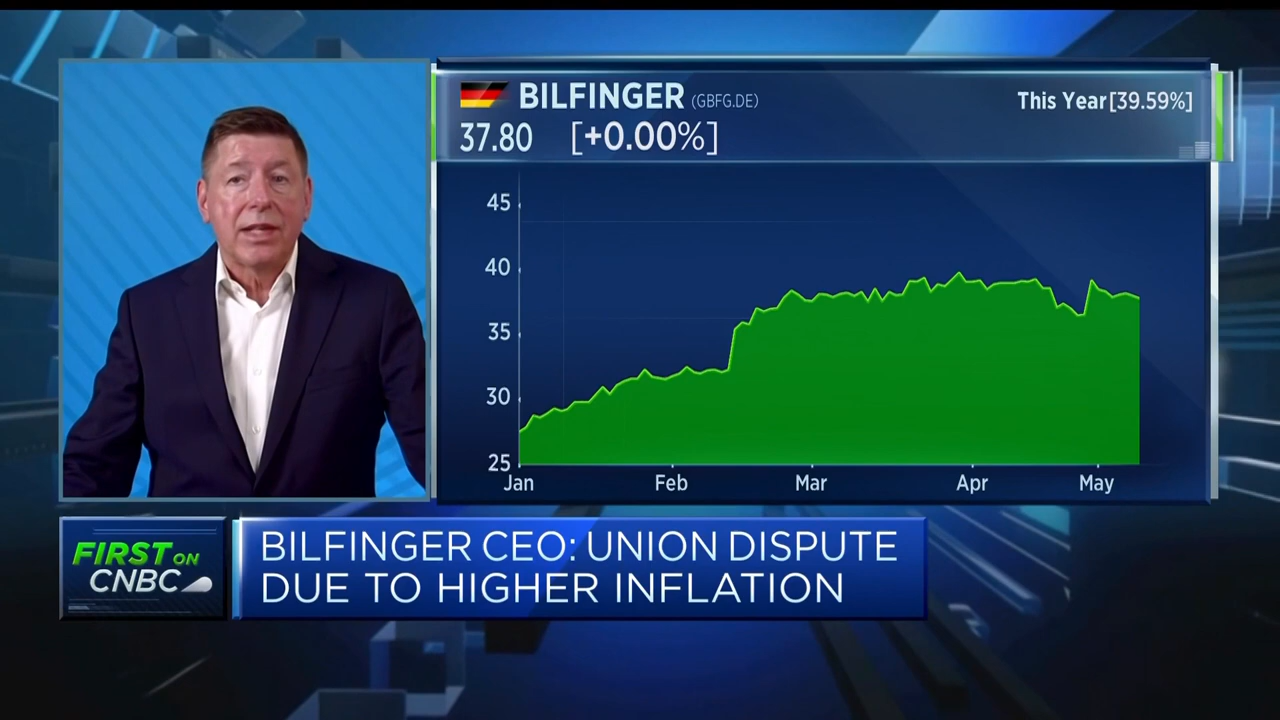 BILFINGER (GBFG.DE)
This Year[39.59%]
37.80 [+0.00%]
45
40
35
30
25
Jan Feb Mar Apr May
FIRST ON
CNBC
BILFINGER CEO: UNION DISPUTE
DUE TO HIGHER INFLATION